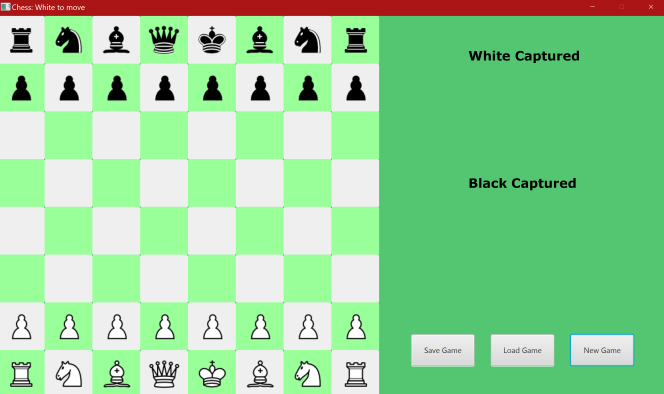 Chess: White to move
White Captured
Black Captured
Save Game
Load Game
New Game